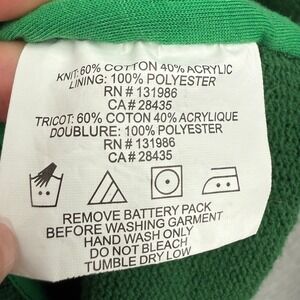 KNIT: 60% COTTON 40% ACRYLIC
LINING: 100% POLYESTER
RN # 131986
CA # 28435
TRICOT: 60% COTON 40% ACRYLIQUE
DOUBLURE: 100% POLYESTER
RN # 131986
CA # 28435
REMOVE BATTERY PACK
BEFORE WASHING GARMENT
HAND WASH ONLY
DO NOT BLEACH
TUMBLE DRY LOW